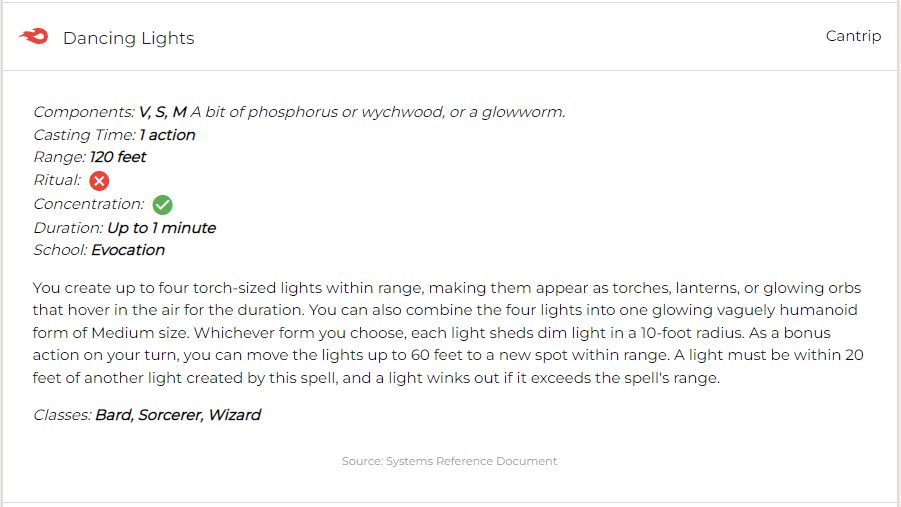 Dancing Lights
Cantrip
Components: V, S, M A bit of phosphorus or wychwood, or a glowworm.
Casting Time: 1 action
Range: 120 feet
Ritual:
Concentration:
Duration: Up to 1 minute
School: Evocation
You create up to four torch-sized lights within range, making them appear as torches, lanterns, or glowing orbs
that hover in the air for the duration. You can also combine the four lights into one glowing vaguely humanoid
form of Medium size. Whichever form you choose, each light sheds dim light in a 10-foot radius. As a bonus
action on your turn, you can move the lights up to 60 feet to a new spot within range. A light must be within 20
feet of another light created by this spell, and a light winks out if it exceeds the spell's range.
Classes: Bard, Sorcerer, Wizard
Source: Systems Reference Document